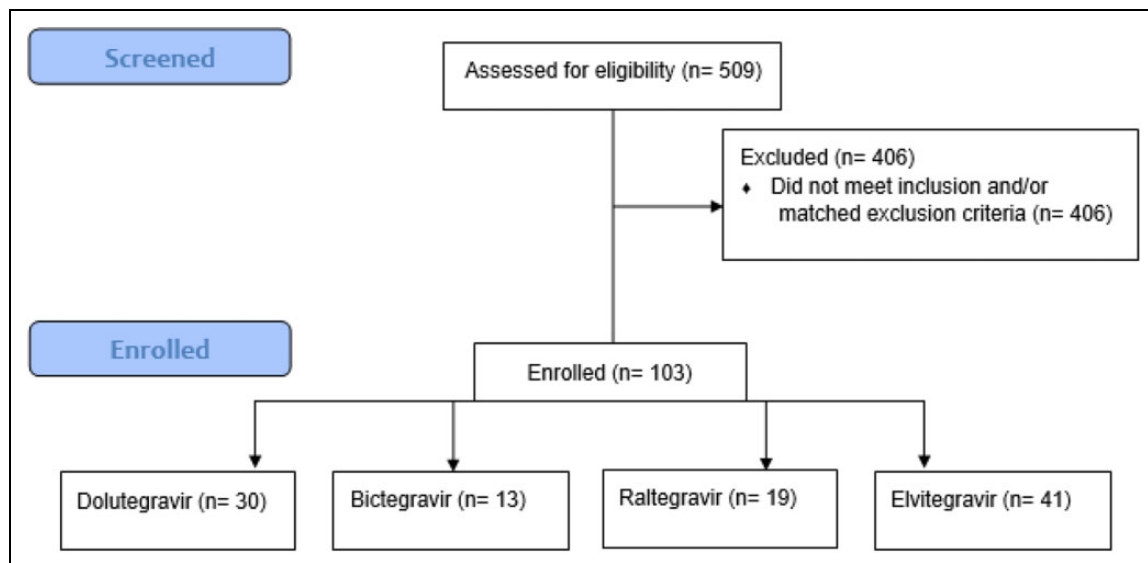 Screened
Assessed for eligibility (n= 509)
Excluded (n= 406)
♦ Did not meet inclusion and/or
matched exclusion criteria (n= 406)
Enrolled
Enrolled (n= 103)
Dolutegravir (n= 30)
Bictegravir (n= 13)
Raltegravir (n= 19)
Elvitegravir (n= 41)